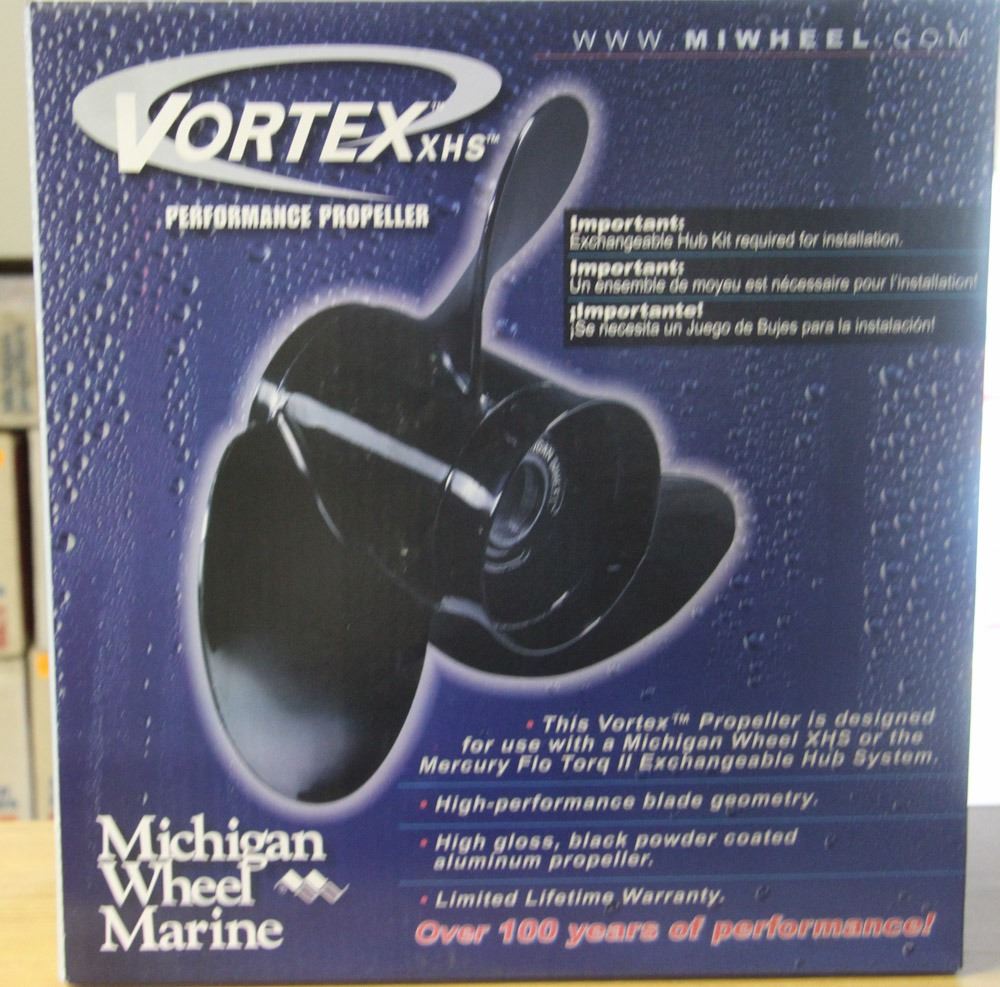 WWW.MIWHEEL.COM
VORTEX™ XHS™
PERFORMANCE PROPELLER
Important:
Exchangeable Hub Kit required for installation.
Important:
Un ensemble de moyeu est nécessaire pour l'installation!
¡Importante!
¡Se necesita un Juego de Bujes para la instalación!
• This Vortex™ Propeller is designed
for use with a Michigan Wheel XHS or the
Mercury Flo Torq II Exchangeable Hub System.
• High-performance blade geometry.
• High gloss, black powder coated
aluminum propeller.
• Limited Lifetime Warranty.
Over 100 years of performance!
Michigan
Wheel
Marine